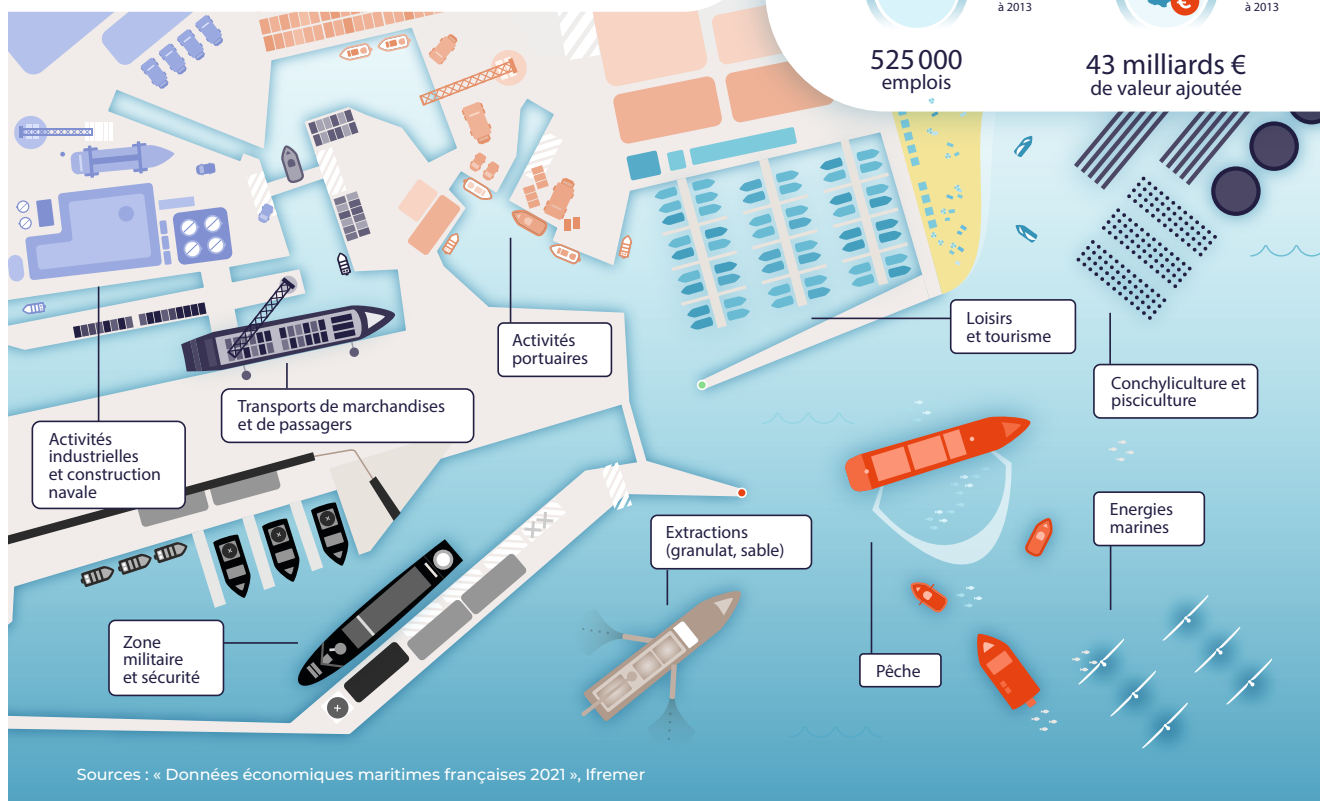 à 2013
à 2013
525 000
emplois
43 milliards €
de valeur ajoutée
Activités
portuaires
Loisirs
et tourisme
Conchyliculture et
pisciculture
Transports de marchandises
et de passagers
Activités
industrielles
et construction
navale
Extractions
(granulat, sable)
Energies
marines
Zone
militaire
et sécurité
Pêche
Sources : « Données économiques maritimes françaises 2021 », Ifremer